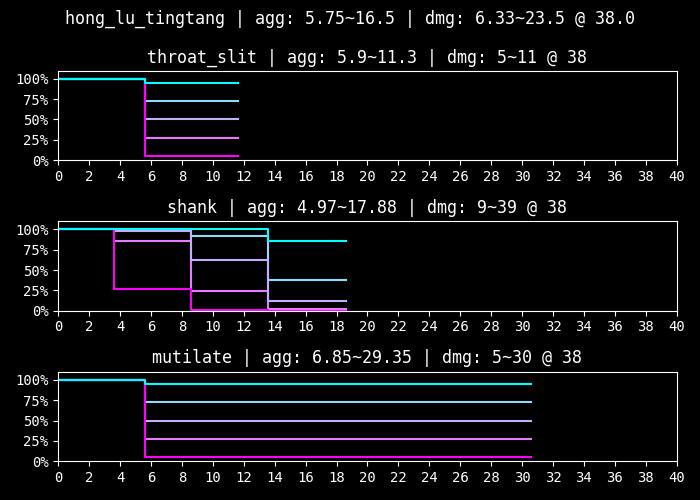 hong_lu_tingtang | agg: 5.75~16.5 | dmg: 6.33~23.5 @ 38.0
throat_slit | agg: 5.9~11.3 | dmg: 5~11 @ 38
100%
75%
50%
25%
0%
0 2 4 6 8 10 12 14 16 18 20 22 24 26 28 30 32 34 36 38 40
shank | agg: 4.97~17.88 | dmg: 9~39 @ 38
100%
75%
50%
25%
0%
0 2 4 6 8 10 12 14 16 18 20 22 24 26 28 30 32 34 36 38 40
mutilate | agg: 6.85~29.35 | dmg: 5~30 @ 38
100%
75%
50%
25%
0%
0 2 4 6 8 10 12 14 16 18 20 22 24 26 28 30 32 34 36 38 40